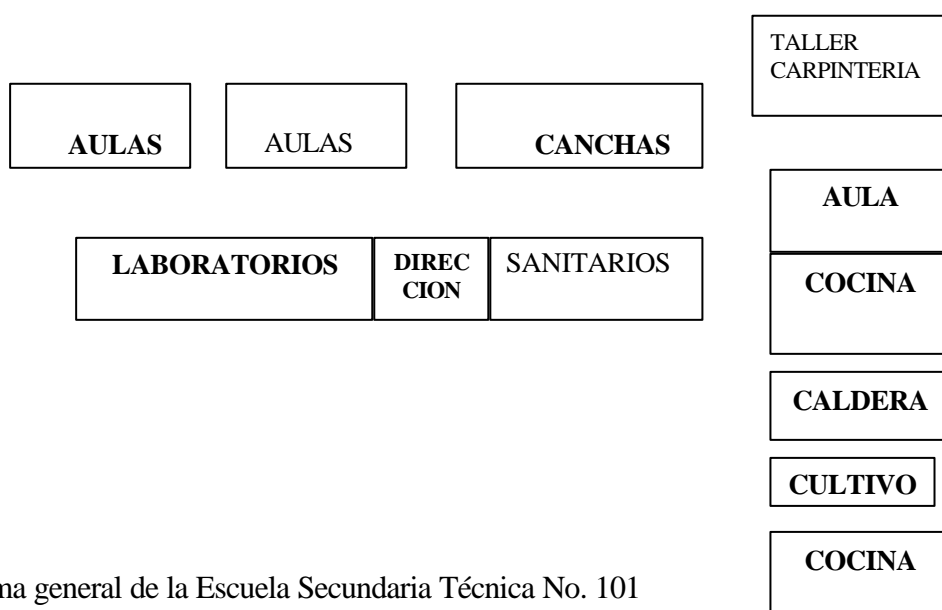 TALLER
CARPINTERIA
AULAS
AULAS
CANCHAS
AULA
LABORATORIOS
DIREC
CION
SANITARIOS
COCINA
CALDERA
CULTIVO
COCINA
general de la Escuela Secundaria Técnica No. 101